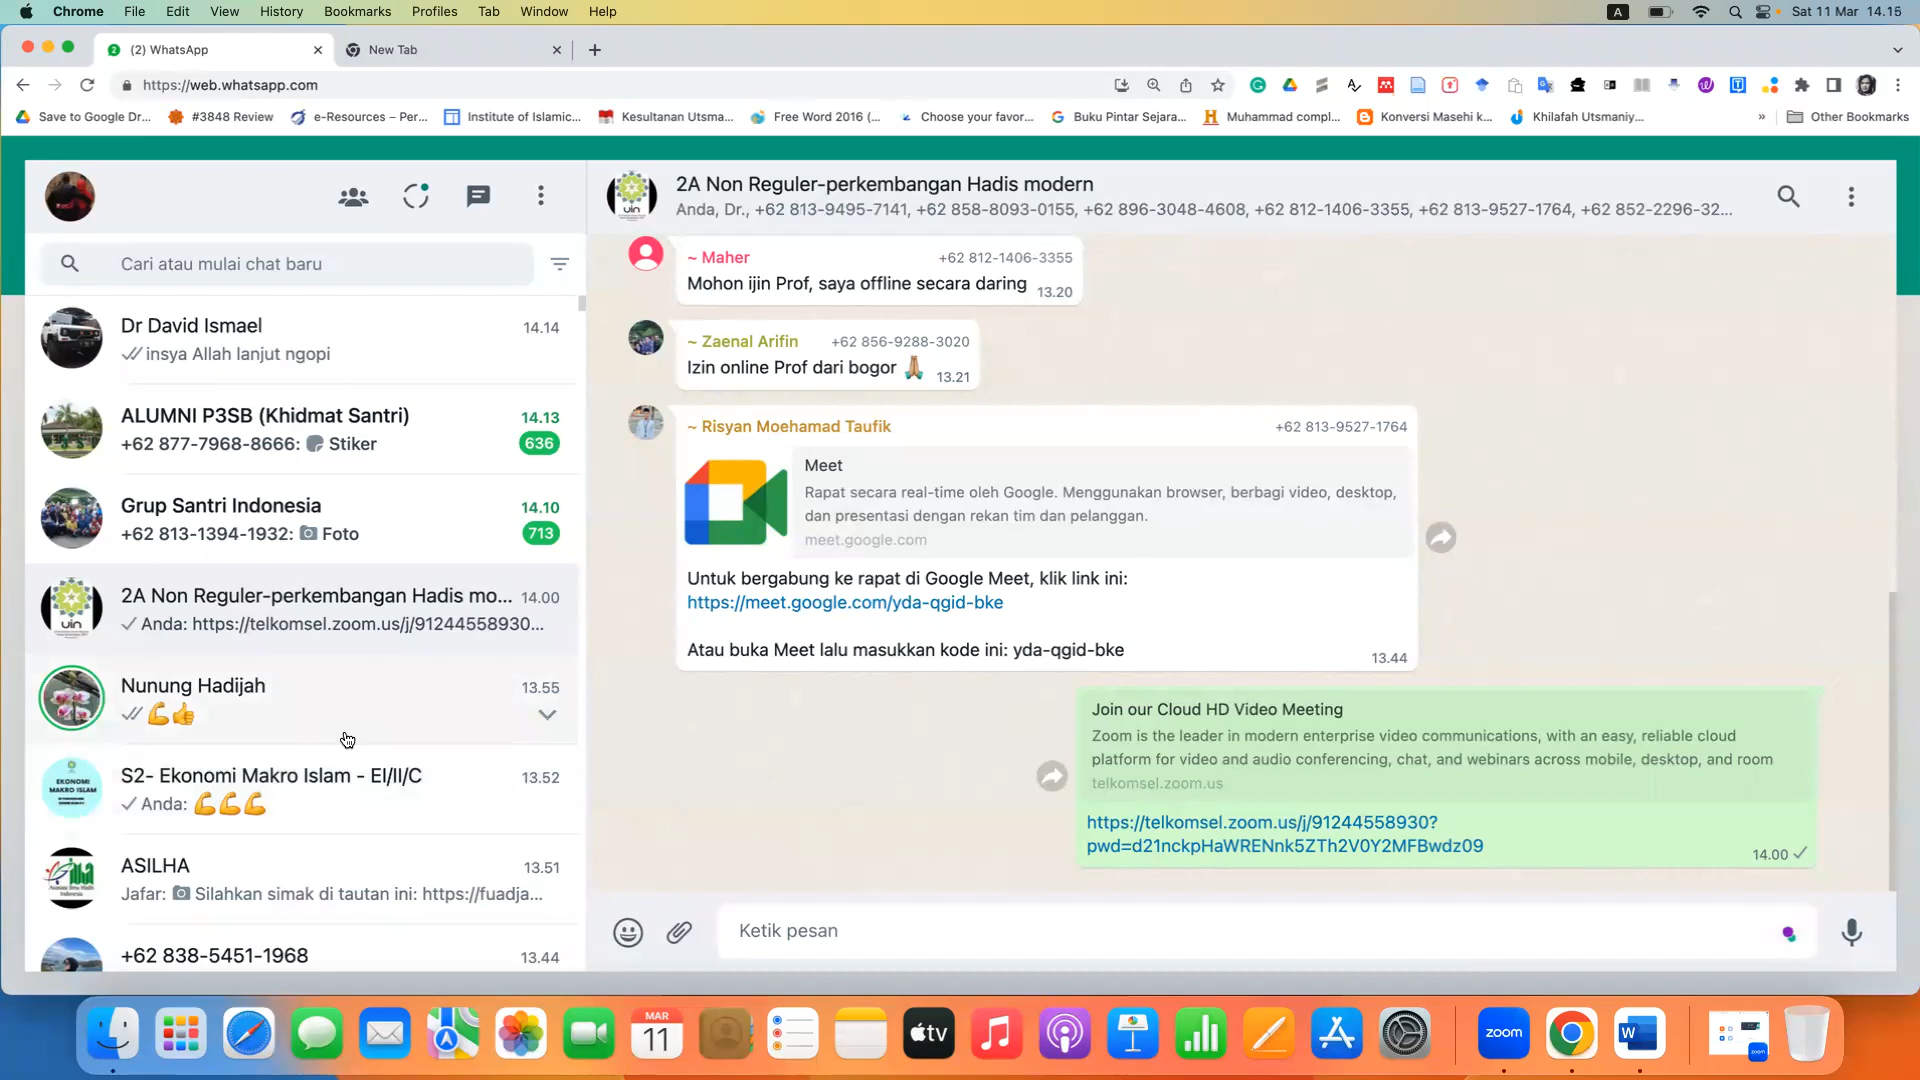 Chrome File Edit View History Bookmarks Profiles Tab Window Help
A Sat 11 Mar 14.15
(2) WhatsApp
New Tab
https://web.whatsapp.com
Save to Google Dr...
#3848 Review
e-Resources – Per...
Institute of Islamic...
Kesultanan Utsma...
Free Word 2016 (...
Choose your favor...
Buku Pintar Sejara...
Muhammad compl...
Konversi Masehi k...
Khilafah Utsmaniy...
»
Other Bookmarks
Cari atau mulai chat baru
Dr David Ismael 14.14
insya Allah lanjut ngopi
ALUMNI P3SB (Khidmat Santri) 14.13
+62 877-7968-8666: Stiker 636
Grup Santri Indonesia 14.10
+62 813-1394-1932: Foto 713
2A Non Reguler-perkembangan Hadis mo... 14.00
Anda: https://telkomsel.zoom.us/j/91244558930...
Nunung Hadijah 13.55
💪👍
S2- Ekonomi Makro Islam - EI/II/C 13.52
Anda: 💪💪💪
EKONOMI
MAKRO ISLAM
ASILHA 13.51
Jafar: Silahkan simak di tautan ini: https://fuadja...
+62 838-5451-1968 13.44
2A Non Reguler-perkembangan Hadis modern
Anda, Dr., +62 813-9495-7141, +62 858-8093-0155, +62 896-3048-4608, +62 812-1406-3355, +62 813-9527-1764, +62 852-2296-32...
uin
~ Maher +62 812-1406-3355
Mohon ijin Prof, saya offline secara daring 13.20
~ Zaenal Arifin +62 856-9288-3020
Izin online Prof dari bogor 🙏🏽 13.21
~ Risyan Moehamad Taufik +62 813-9527-1764
Meet
Rapat secara real-time oleh Google. Menggunakan browser, berbagi video, desktop,
dan presentasi dengan rekan tim dan pelanggan.
meet.google.com
Untuk bergabung ke rapat di Google Meet, klik link ini:
https://meet.google.com/yda-qgid-bke
Atau buka Meet lalu masukkan kode ini: yda-qgid-bke
13.44
Join our Cloud HD Video Meeting
Zoom is the leader in modern enterprise video communications, with an easy, reliable cloud
platform for video and audio conferencing, chat, and webinars across mobile, desktop, and room
telkomsel.zoom.us
https://telkomsel.zoom.us/j/91244558930?
pwd=d21nckpHaWRENnk5ZTh2V0Y2MFBwdz09
14.00
Ketik pesan
MAR
11
tv
zoom
W